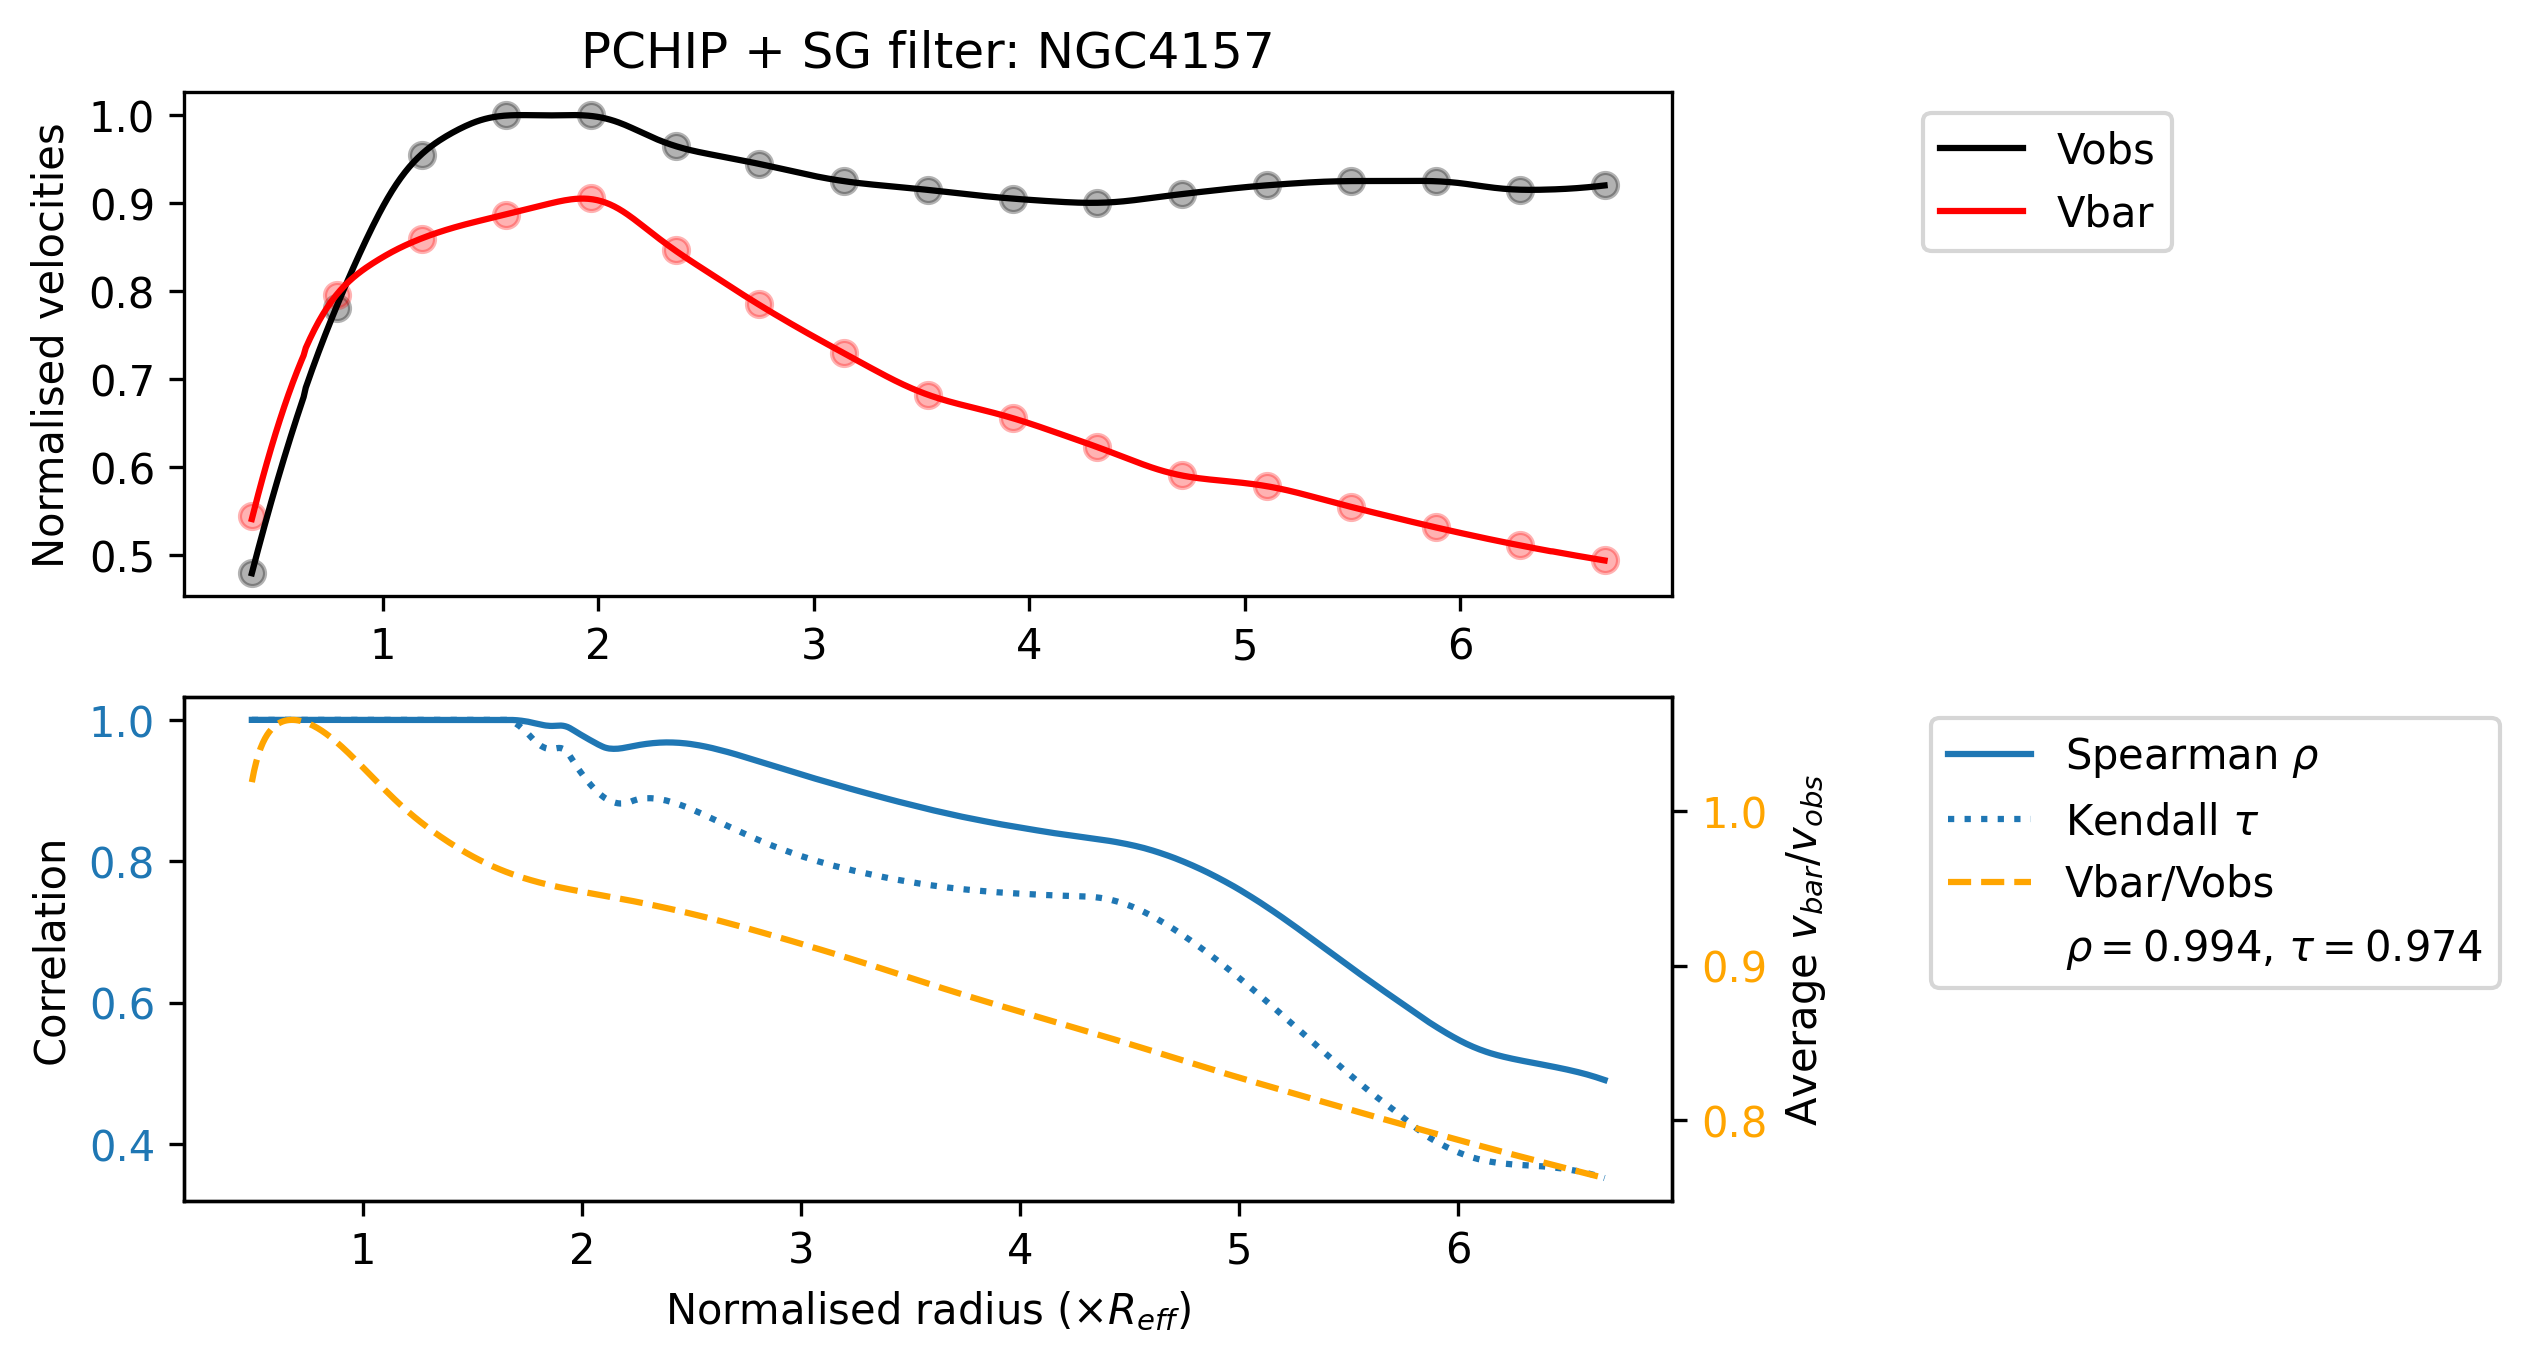 PCHIP + SG filter: NGC4157
Normalised velocities
1.0
0.9
0.8
0.7
0.6
0.5
1 2 3 4 5 6
Vobs
Vbar
Correlation
1.0
0.8
0.6
0.4
1 2 3 4 5 6
Normalised radius (×R_eff)
1.0
0.9
0.8
Average v_bar/v_obs
Spearman ρ
Kendall τ
Vbar/Vobs
ρ = 0.994, τ = 0.974